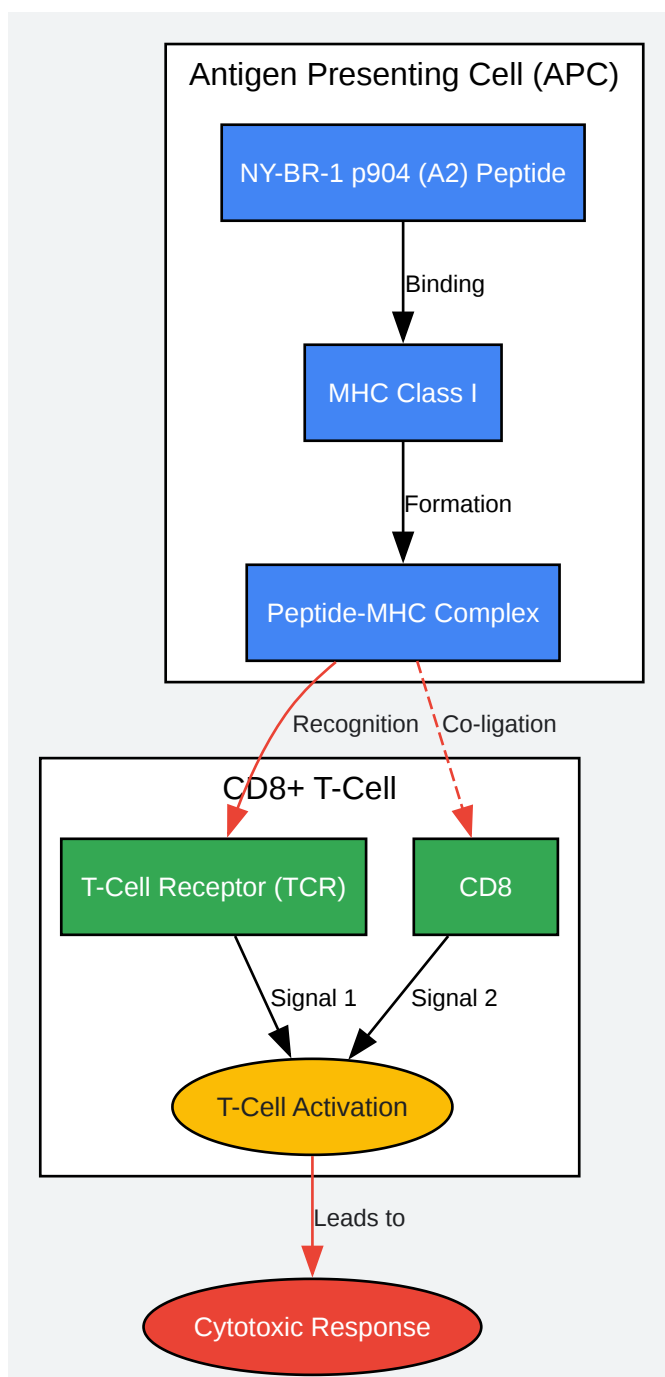 Antigen Presenting Cell (APC)
NY-BR-1 p904 (A2) Peptide
Binding
MHC Class I
Formation
Peptide-MHC Complex
Recognition
Co-ligation
CD8+ T-Cell
T-Cell Receptor (TCR)
CD8
Signal 1
Signal 2
T-Cell Activation
Leads to
Cytotoxic Response